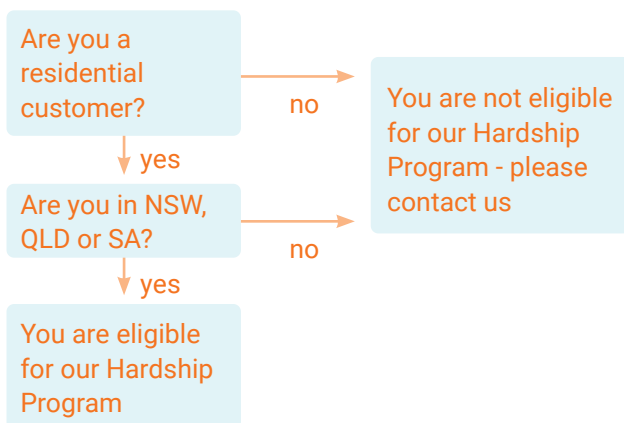 Are you a
residential
customer?
no
You are not eligible
for our Hardship
Program - please
contact us
yes
Are you in NSW,
QLD or SA?
no
yes
You are eligible
for our Hardship
Program